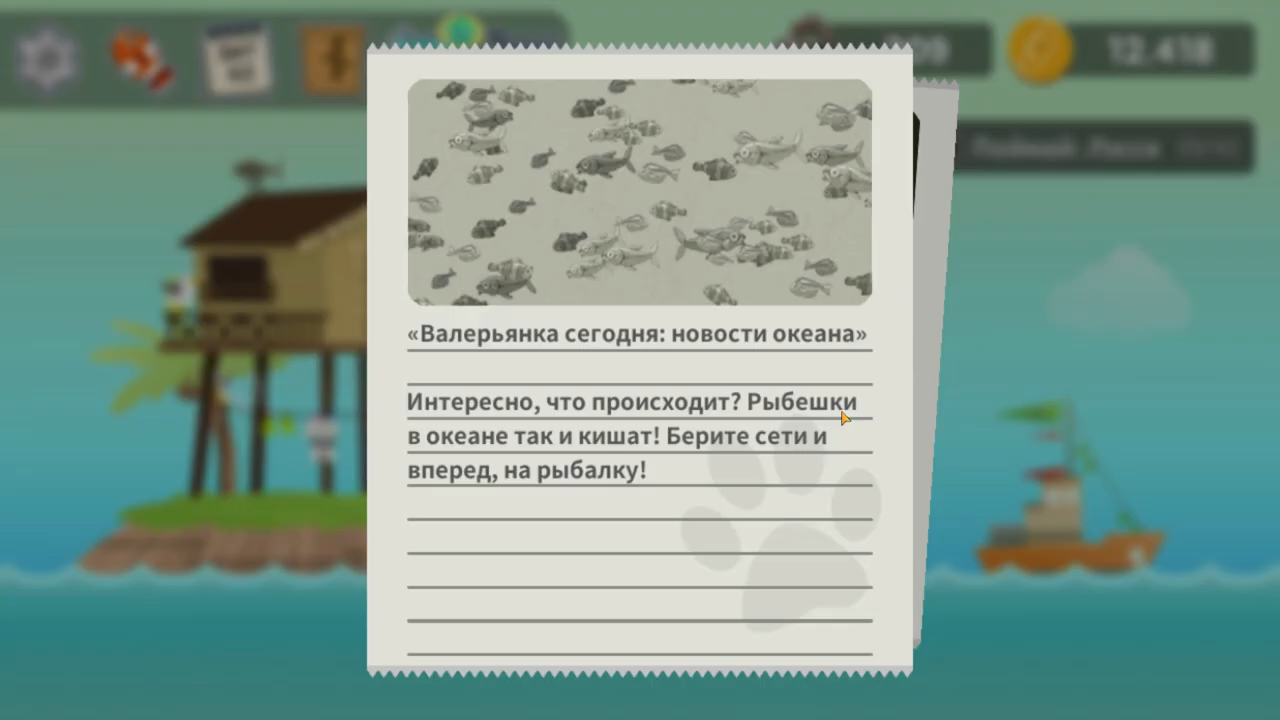 12.418
«Валерьянка сегодня: новости океана»
Интересно, что происходит? Рыбешки
в океане так и кишат! Берите сети и
вперед, на рыбалку!